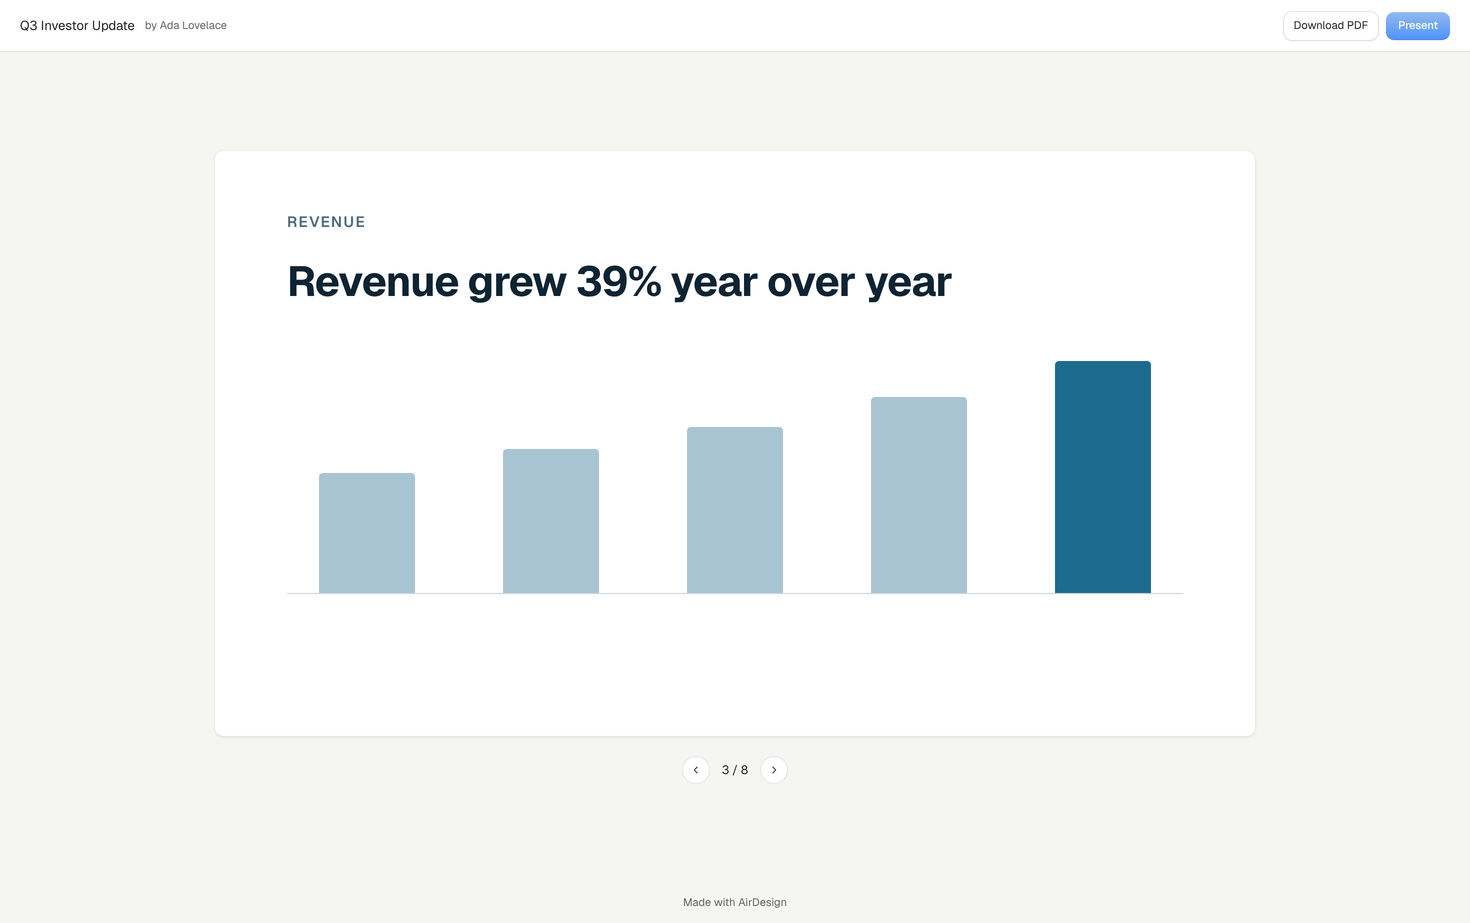 Q3 Investor Update by Ada Lovelace
Download PDF
Present
REVENUE
Revenue grew 39% year over year
3 / 8
Made with AirDesign